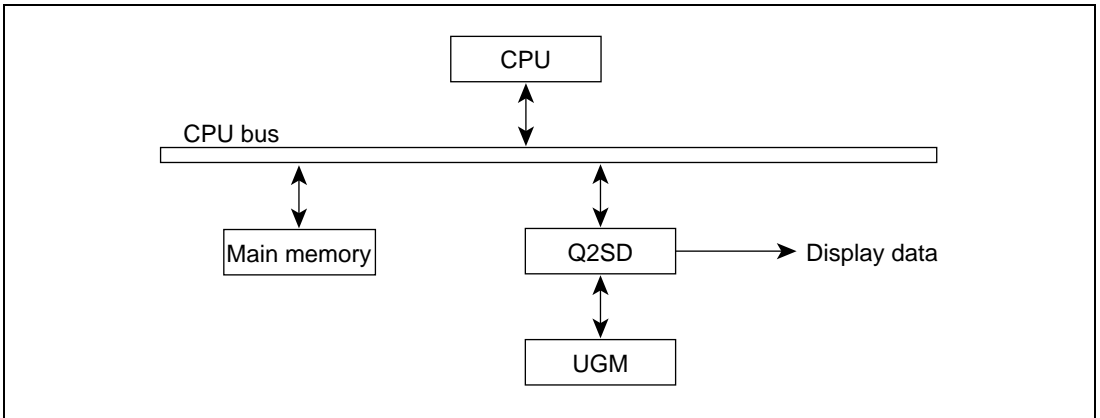 CPU
CPU bus
Main memory
Q2SD
Display data
UGM